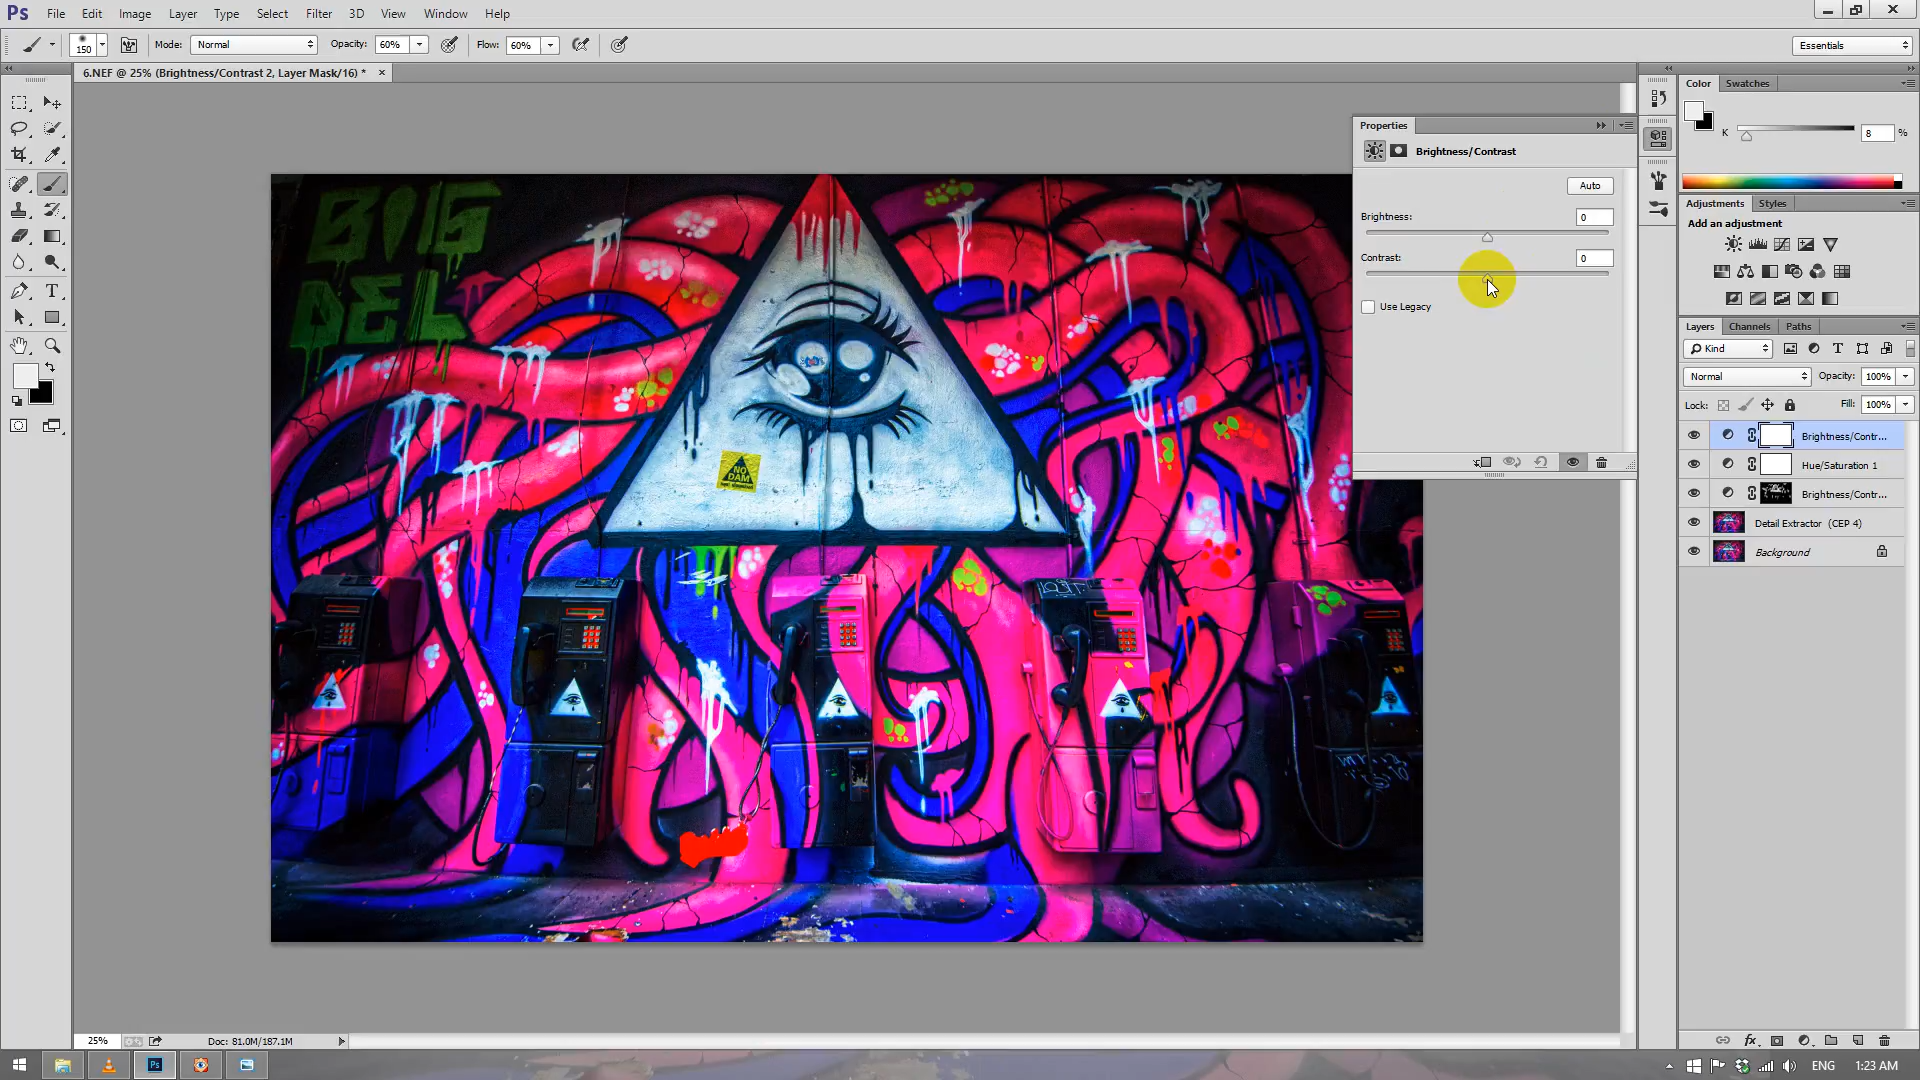 Ps File Edit Image Layer Type Select Filter 3D View Window Help
150 Mode: Normal Opacity: 60% Flow: 60% Essentials
6.NEF @ 25% (Brightness/Contrast 2, Layer Mask/16) *
Color Swatches
K 8 %
Properties
Brightness/Contrast
Auto
Brightness: 0
Contrast: 0
Use Legacy
Adjustments Styles
Add an adjustment
Layers Channels Paths
Kind
Normal Opacity: 100%
Lock: Fill: 100%
Brightness/Contr...
Hue/Saturation 1
Brightness/Contr...
Detail Extractor (CEP 4)
Background
BIG
DEL
NO
DAM
25% Doc: 81.0M/187.1M
fx
Ps ENG 1:23 AM